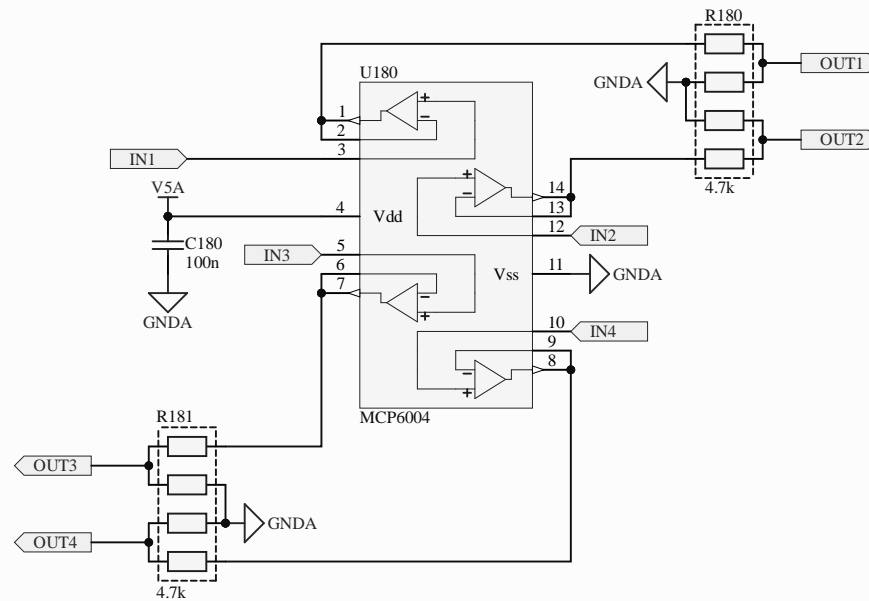 R180
OUT1
GNDA
OUT2
4.7k
U180
1
+
−
2
3
IN1
V5A
14
+
−
13
4
Vdd
12
IN2
C180
100n
IN3
5
6
Vss
11
GNDA
7
−
+
GNDA
10
IN4
9
8
−
+
MCP6004
R181
OUT3
GNDA
OUT4
4.7k